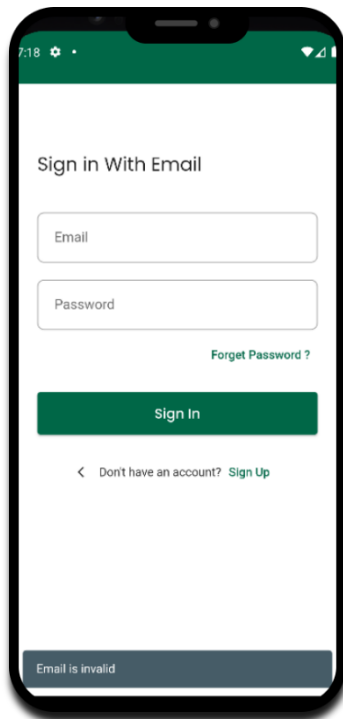 7:18
Sign in With Email
Email
Password
Forget Password ?
Sign In
Don't have an account? Sign Up
Email is invalid